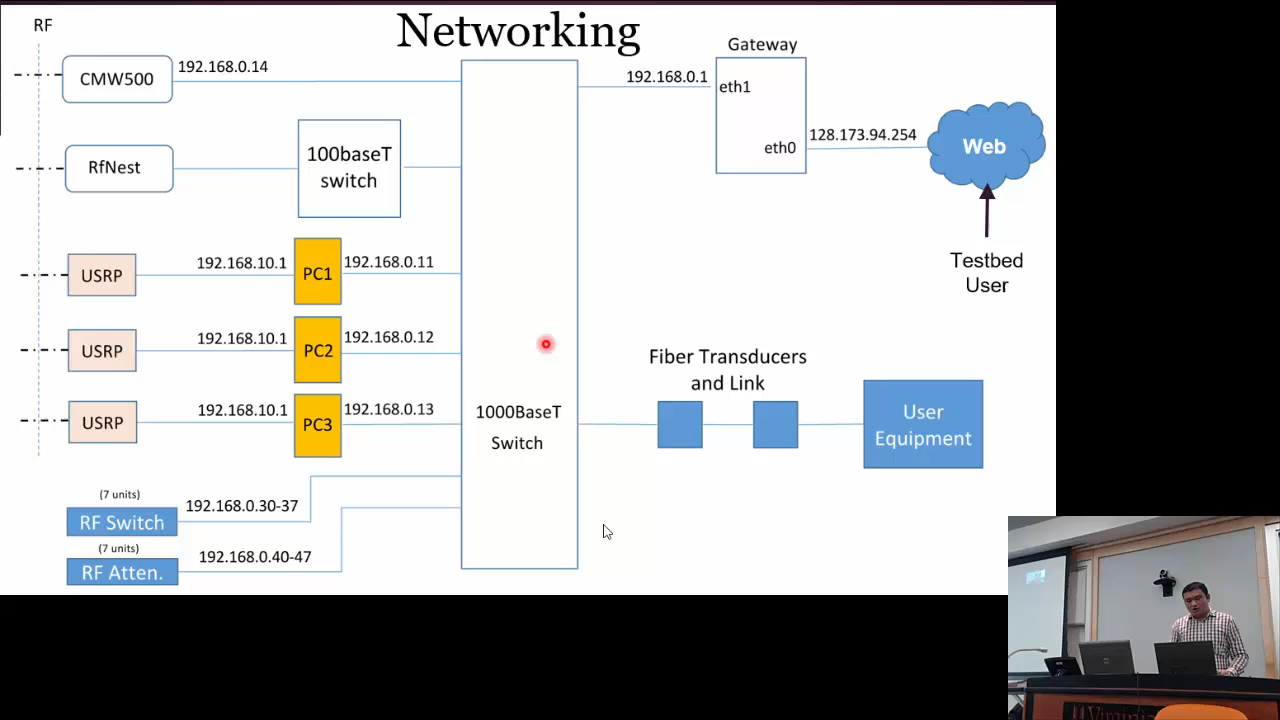 Networking
RF
CMW500
192.168.0.14
192.168.0.1
Gateway
eth1
eth0
128.173.94.254
Web
Testbed
User
RfNest
100baseT
switch
USRP
192.168.10.1
PC1
192.168.0.11
USRP
192.168.10.1
PC2
192.168.0.12
USRP
192.168.10.1
PC3
192.168.0.13
1000BaseT
Switch
Fiber Transducers
and Link
User
Equipment
(7 units)
RF Switch
192.168.0.30-37
(7 units)
RF Atten.
192.168.0.40-47
Virginia